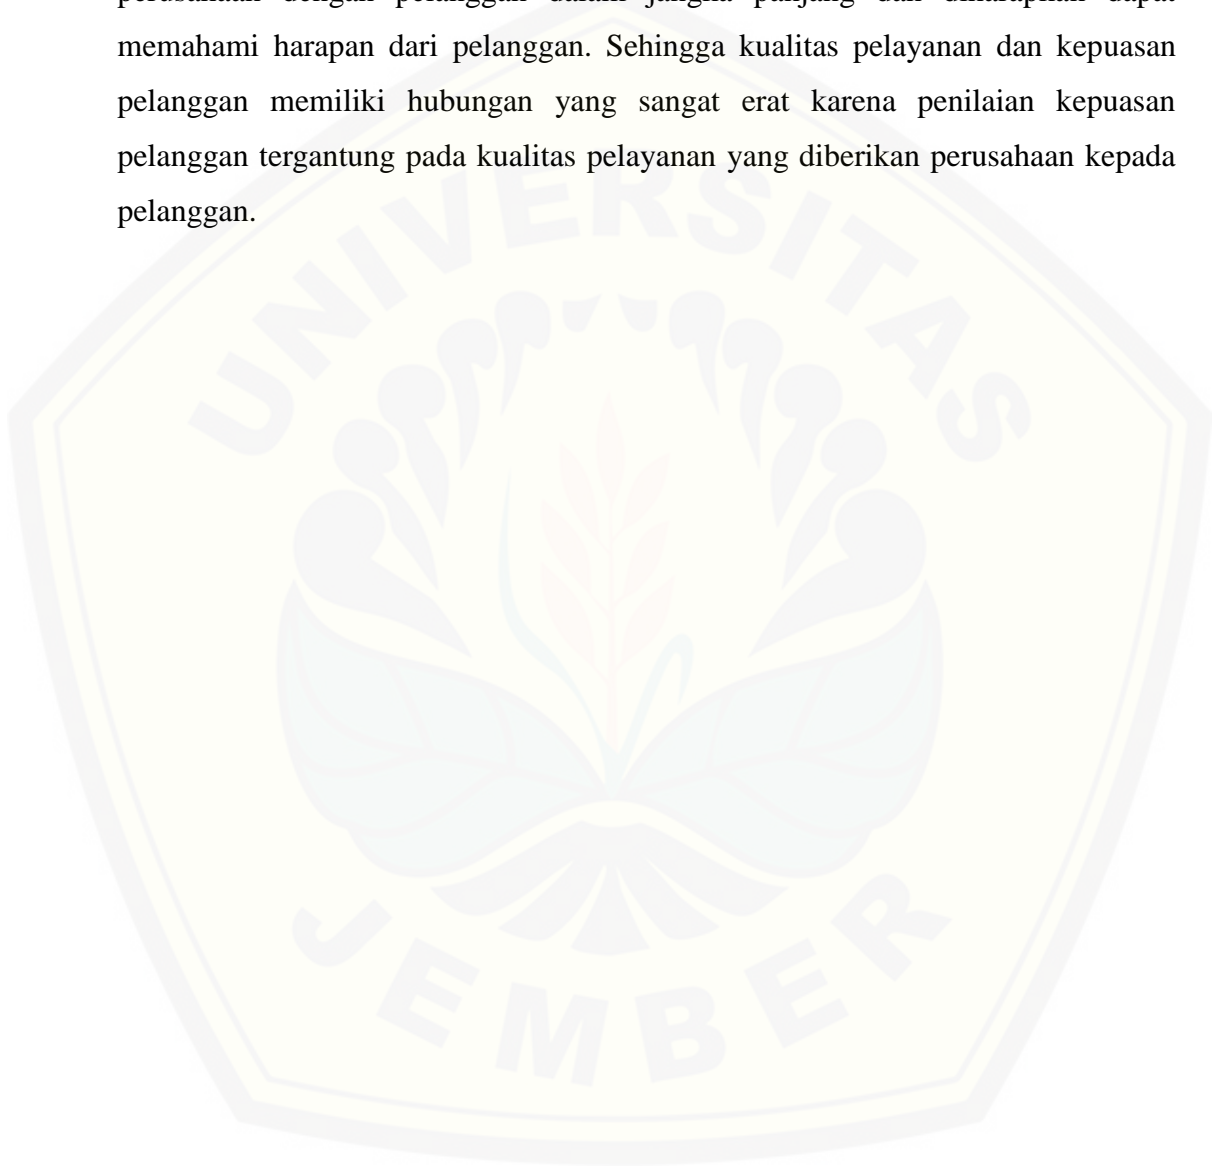 perusahaan dengan pelanggan dalam jangka panjang dan diharapkan dapat
memahami harapan dari pelanggan. Sehingga kualitas pelayanan dan kepuasan
pelanggan memiliki hubungan yang sangat erat karena penilaian kepuasan
pelanggan tergantung pada kualitas pelayanan yang diberikan perusahaan kepada
pelanggan.
UNIVERSITAS
JEMBER